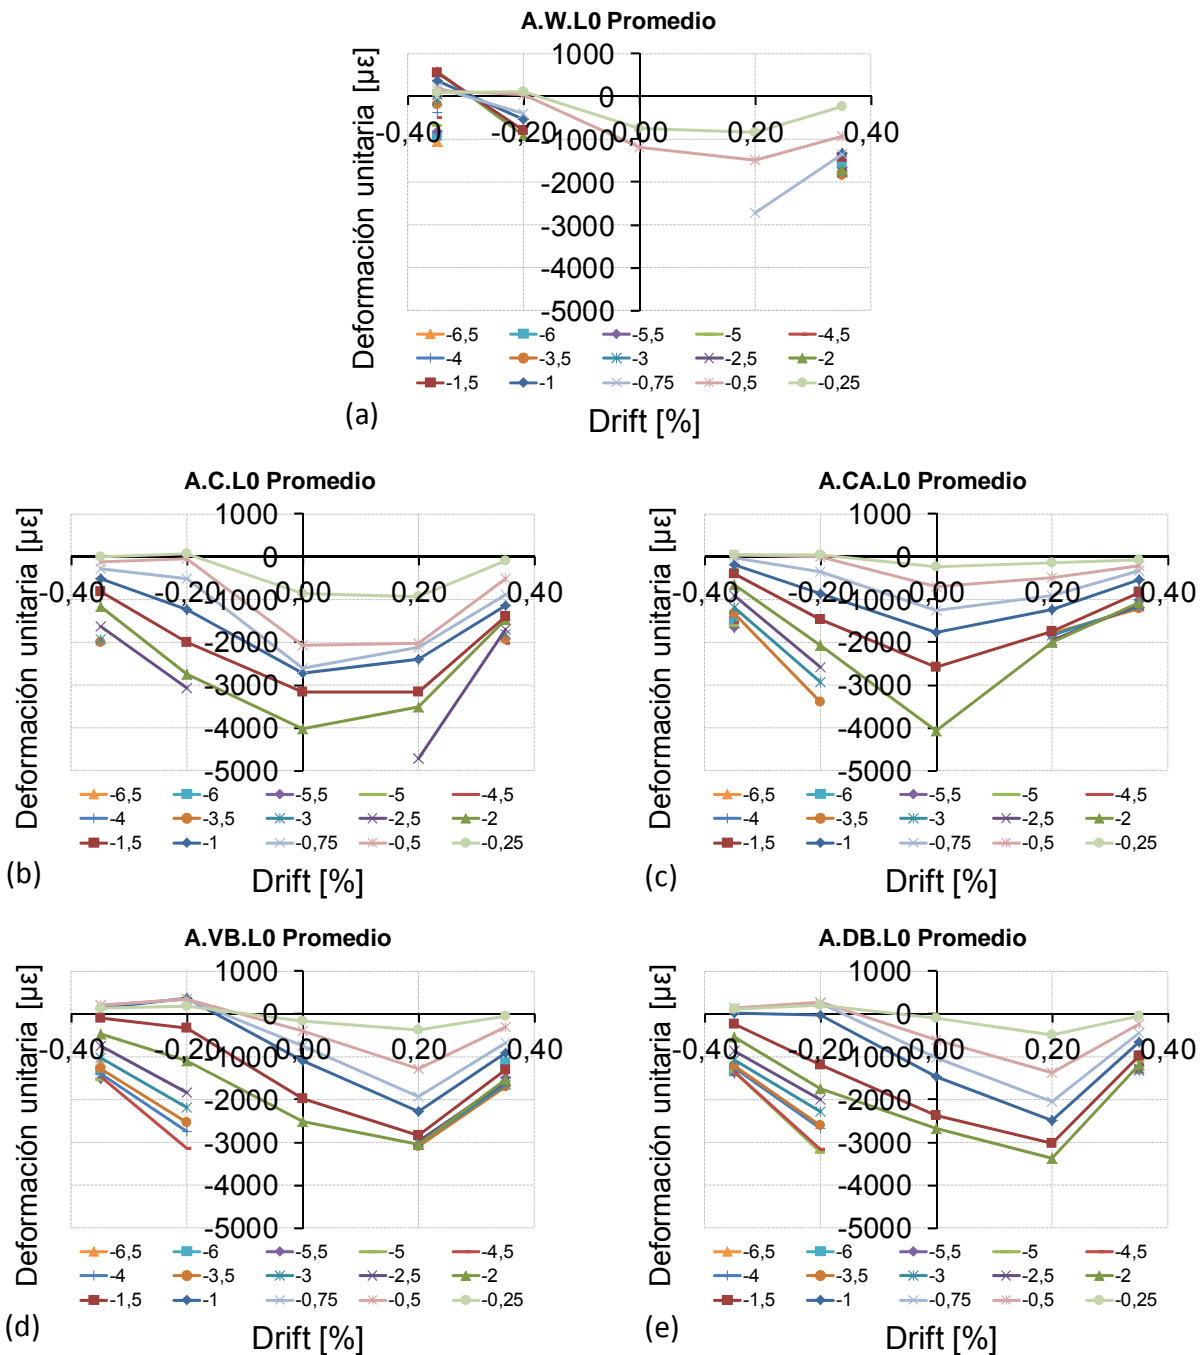 A.W.L0 Promedio
Deformación unitaria [με]
1000
0
-0,40 -0,20 0,00 0,20 0,40
-1000
-2000
-3000
-4000
-5000
-6,5 -6 -5,5 -5 -4,5
-4 -3,5 -3 -2,5 -2
-1,5 -1 -0,75 -0,5 -0,25
(a)
Drift [%]
A.C.L0 Promedio
Deformación unitaria [με]
1000
0
-0,40 -0,20 0,00 0,20 0,40
-1000
-2000
-3000
-4000
-5000
-6,5 -6 -5,5 -5 -4,5
-4 -3,5 -3 -2,5 -2
-1,5 -1 -0,75 -0,5 -0,25
(b)
Drift [%]
A.CA.L0 Promedio
Deformación unitaria [με]
1000
0
-0,40 -0,20 0,00 0,20 0,40
-1000
-2000
-3000
-4000
-5000
-6,5 -6 -5,5 -5 -4,5
-4 -3,5 -3 -2,5 -2
-1,5 -1 -0,75 -0,5 -0,25
(c)
Drift [%]
A.VB.L0 Promedio
Deformación unitaria [με]
1000
0
-0,40 -0,20 0,00 0,20 0,40
-1000
-2000
-3000
-4000
-5000
-6,5 -6 -5,5 -5 -4,5
-4 -3,5 -3 -2,5 -2
-1,5 -1 -0,75 -0,5 -0,25
(d)
Drift [%]
A.DB.L0 Promedio
Deformación unitaria [με]
1000
0
-0,40 -0,20 0,00 0,20 0,40
-1000
-2000
-3000
-4000
-5000
-6,5 -6 -5,5 -5 -4,5
-4 -3,5 -3 -2,5 -2
-1,5 -1 -0,75 -0,5 -0,25
(e)
Drift [%]